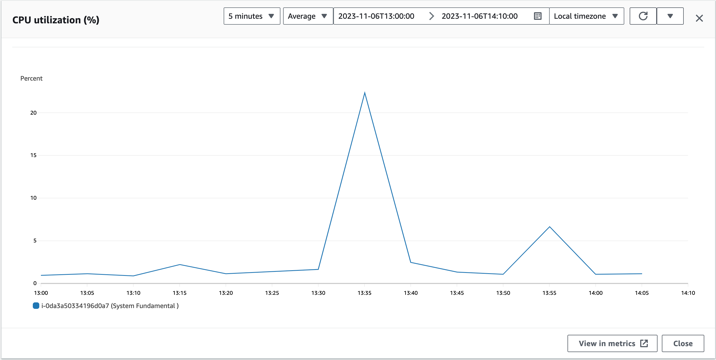 CPU utilization (%)
5 minutes
Average
2023-11-06T13:00:00
2023-11-06T14:10:00
Local timezone
Percent
20
15
10
5
0
13:00 13:05 13:10 13:15 13:20 13:25 13:30 13:35 13:40 13:45 13:50 13:55 14:00 14:05 14:10
i-0da3a50334196d0a7 (System Fundamental )
View in metrics
Close